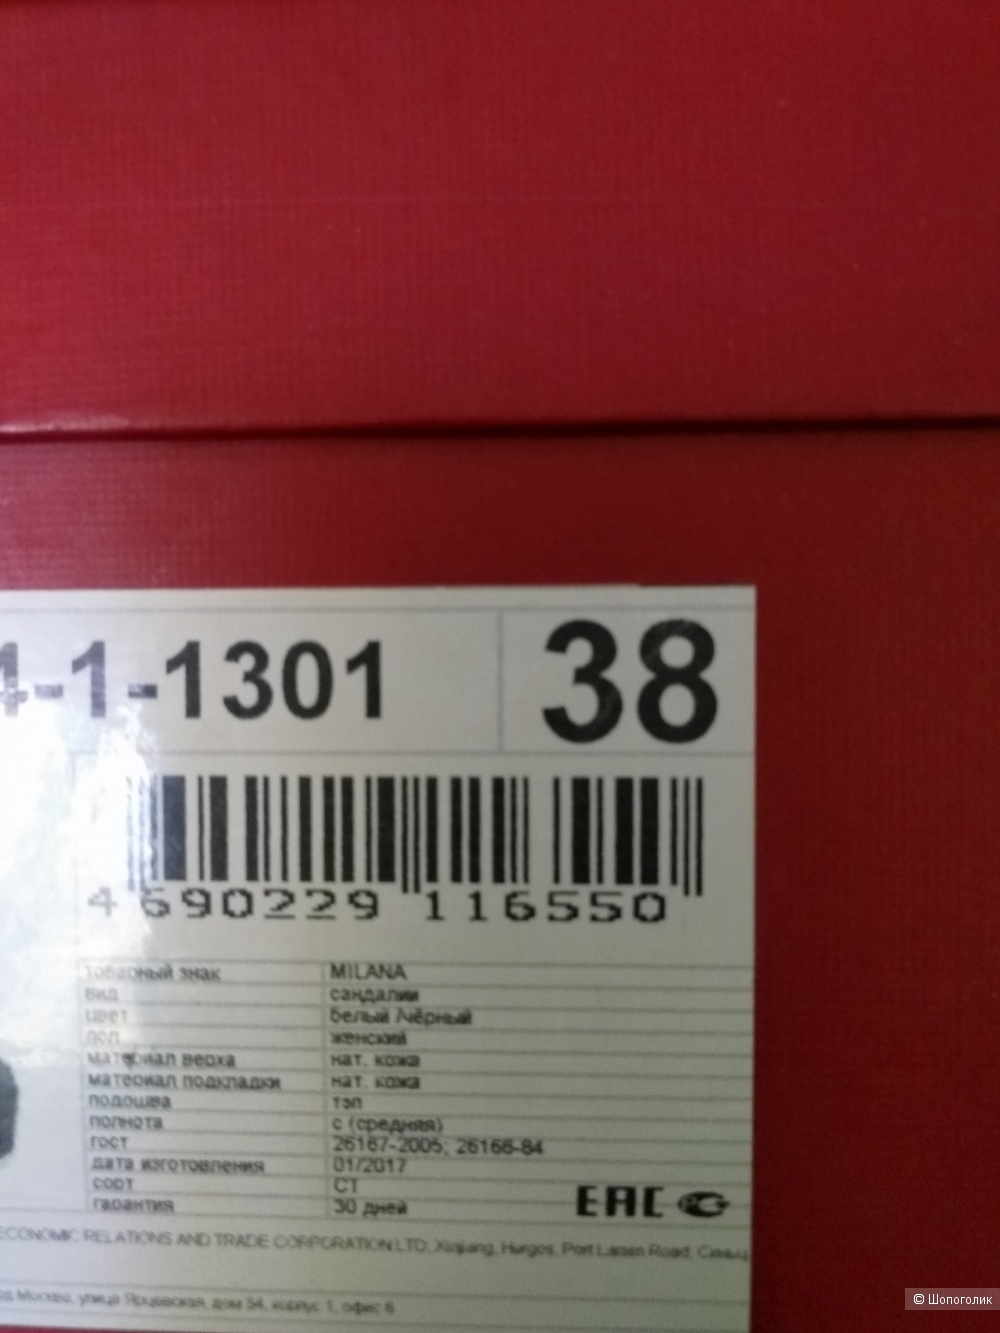 4-1-1301 38
4 690229 116550
товарный знак MILANA
вид сандалии
цвет белый /чёрный
пол женский
материал верха нат. кожа
материал подкладки нат. кожа
подошва тэп
полнота с (средняя)
гост 26167-2005; 26166-84
дата изготовления 01/2017
сорт СТ
гарантия 30 дней
EAC
ECONOMIC RELATIONS AND TRADE CORPORATION LTD, Xinjiang, Hurgos, Port Road,
Москва, улица Ярцевская, дом 34, корпус 1, офис 6
© Шопоголик